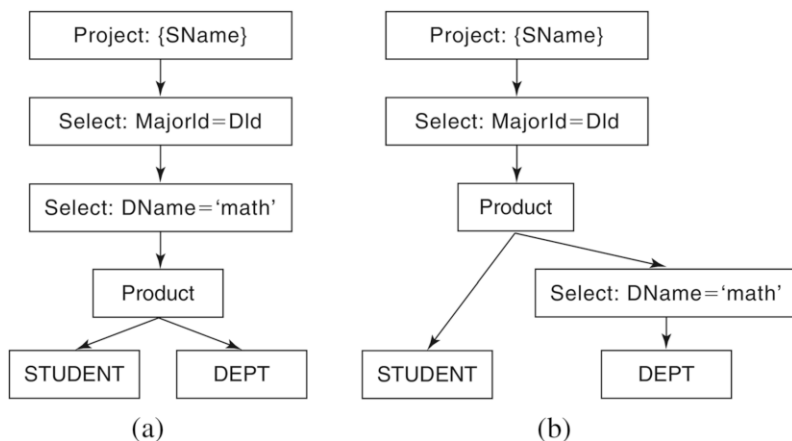 Project: {SName}
Select: MajorId=DId
Select: DName=‘math’
Product
STUDENT
DEPT
(a)
Project: {SName}
Select: MajorId=DId
Product
Select: DName=‘math’
STUDENT
DEPT
(b)